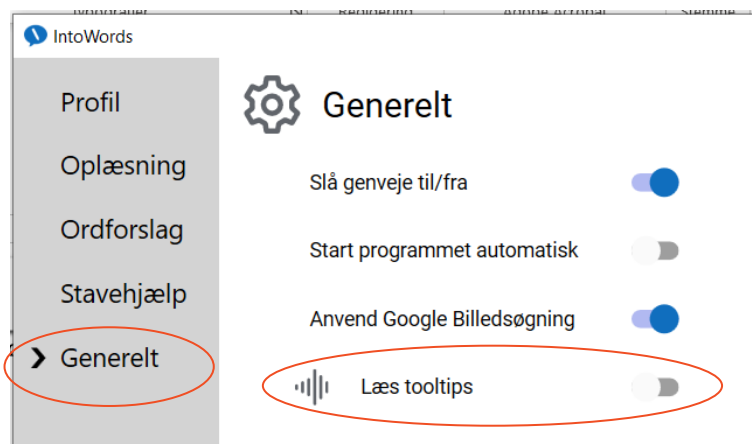 IntoWords
Profil
Oplæsning
Ordforslag
Stavehjælp
Generelt
Generelt
Slå genveje til/fra
Start programmet automatisk
Anvend Google Billedsøgning
Læs tooltips